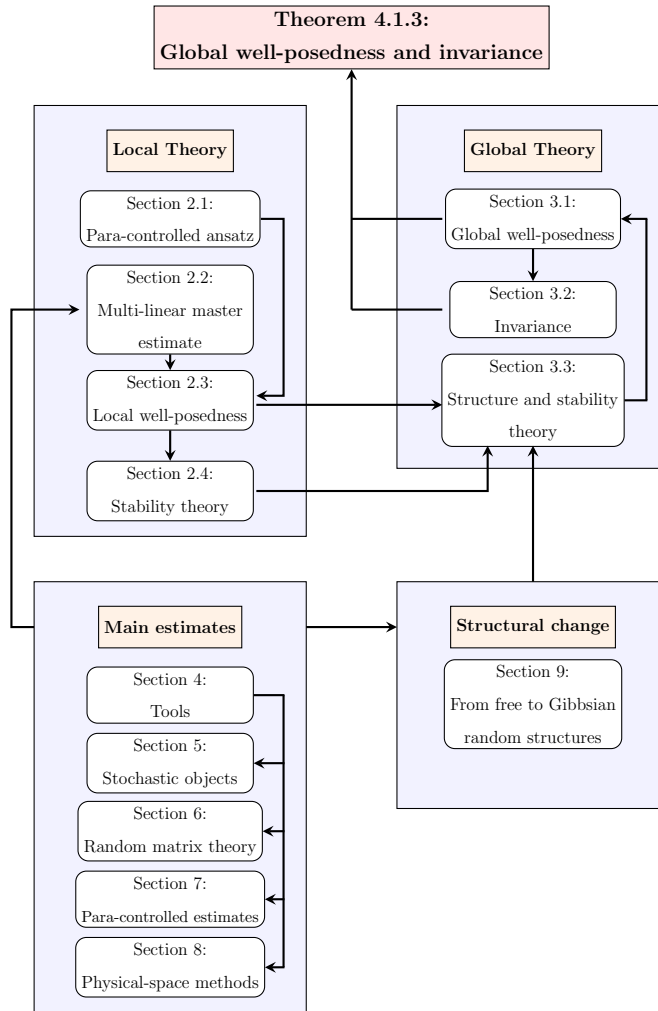 Theorem 4.1.3:
Global well-posedness and invariance
Local Theory
Section 2.1:
Para-controlled ansatz
Section 2.2:
Multi-linear master
estimate
Section 2.3:
Local well-posedness
Section 2.4:
Stability theory
Global Theory
Section 3.1:
Global well-posedness
Section 3.2:
Invariance
Section 3.3:
Structure and stability
theory
Main estimates
Section 4:
Tools
Section 5:
Stochastic objects
Section 6:
Random matrix theory
Section 7:
Para-controlled estimates
Section 8:
Physical-space methods
Structural change
Section 9:
From free to Gibbsian
random structures